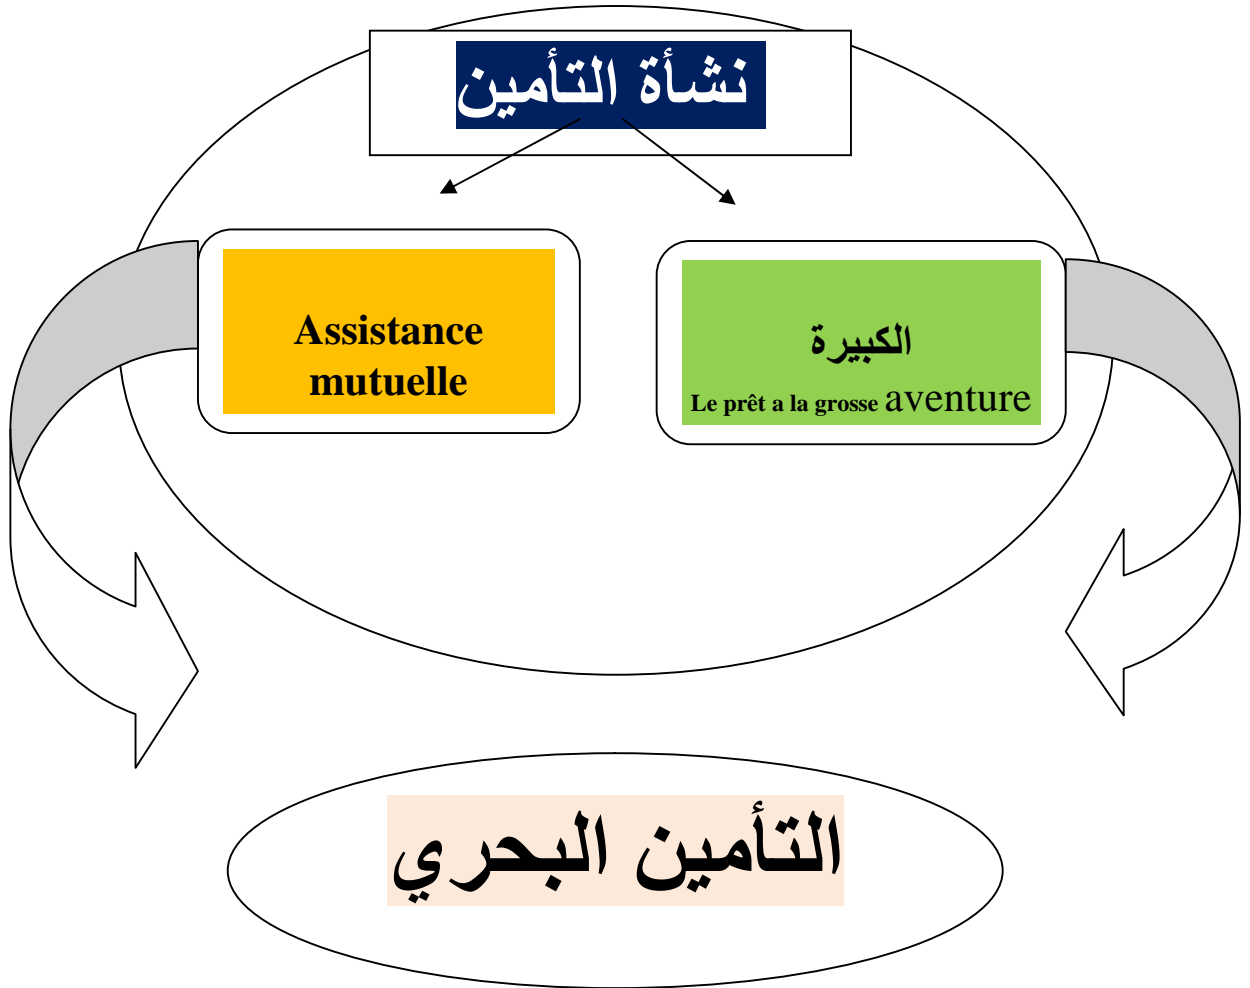 نشأة التأمين
Assistance
mutuelle
الكبيرة
Le prêt a la grosse aventure
التأمين البحري